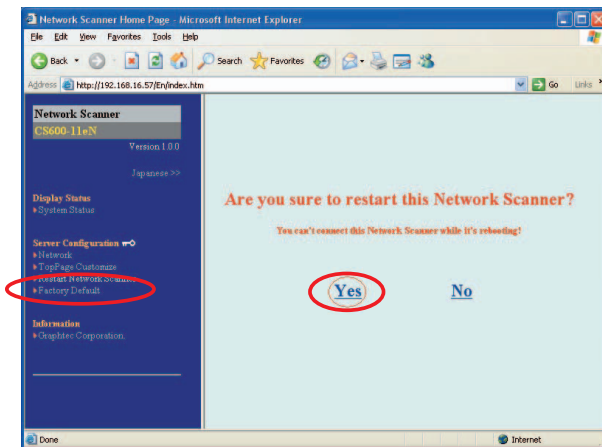 Network Scanner Home Page - Microsoft Internet Explorer
File Edit View Favorites Tools Help
Back Search Favorites
Address http://192.168.16.57/En/index.htm Go Links »
Network Scanner
CS600-11eN
Version 1.0.0
Japanese >>
Display Status
System Status
Server Configuration
Network
TopPage Customize
Restart Network Scanner
Factory Default
Information
Graphtec Corporation.
Are you sure to restart this Network Scanner?
You can't connect this Network Scanner while it's rebooting!
Yes No
Done Internet